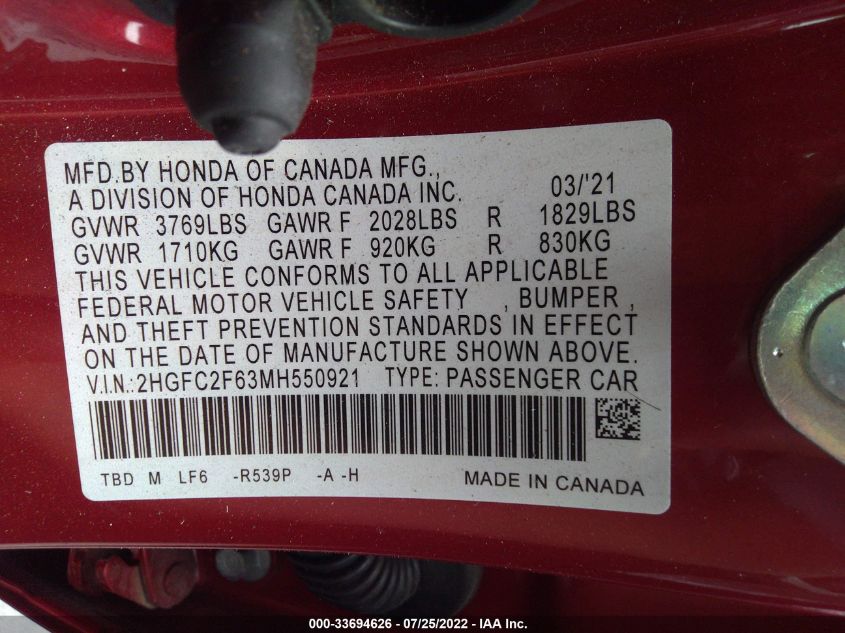 MFD.BY HONDA OF CANADA MFG.,
A DIVISION OF HONDA CANADA INC. 03/'21
GVWR 3769LBS GAWR F 2028LBS R 1829LBS
GVWR 1710KG GAWR F 920KG R 830KG
THIS VEHICLE CONFORMS TO ALL APPLICABLE
FEDERAL MOTOR VEHICLE SAFETY , BUMPER ,
AND THEFT PREVENTION STANDARDS IN EFFECT
ON THE DATE OF MANUFACTURE SHOWN ABOVE.
V.I.N.:2HGFC2F63MH550921 TYPE: PASSENGER CAR
TBD M LF6 -R539P -A -H MADE IN CANADA
000-33694626 - 07/25/2022 - IAA Inc.